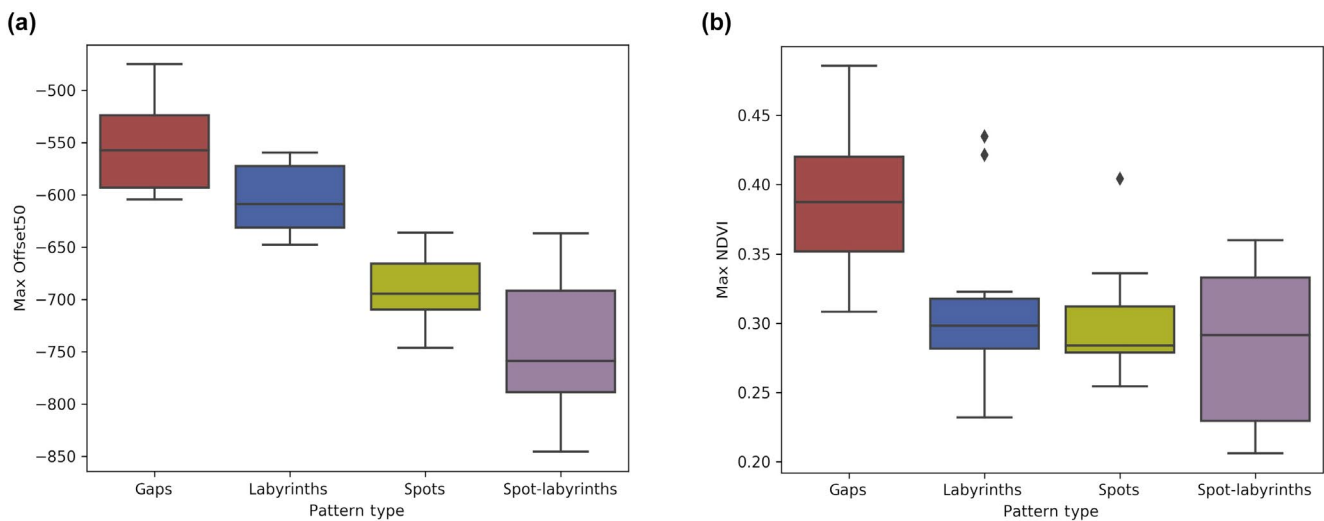 (a)
Max Offset50
−500
−550
−600
−650
−700
−750
−800
−850
Gaps Labyrinths Spots Spot-labyrinths
Pattern type
(b)
Max NDVI
0.45
0.40
0.35
0.30
0.25
0.20
Gaps Labyrinths Spots Spot-labyrinths
Pattern type